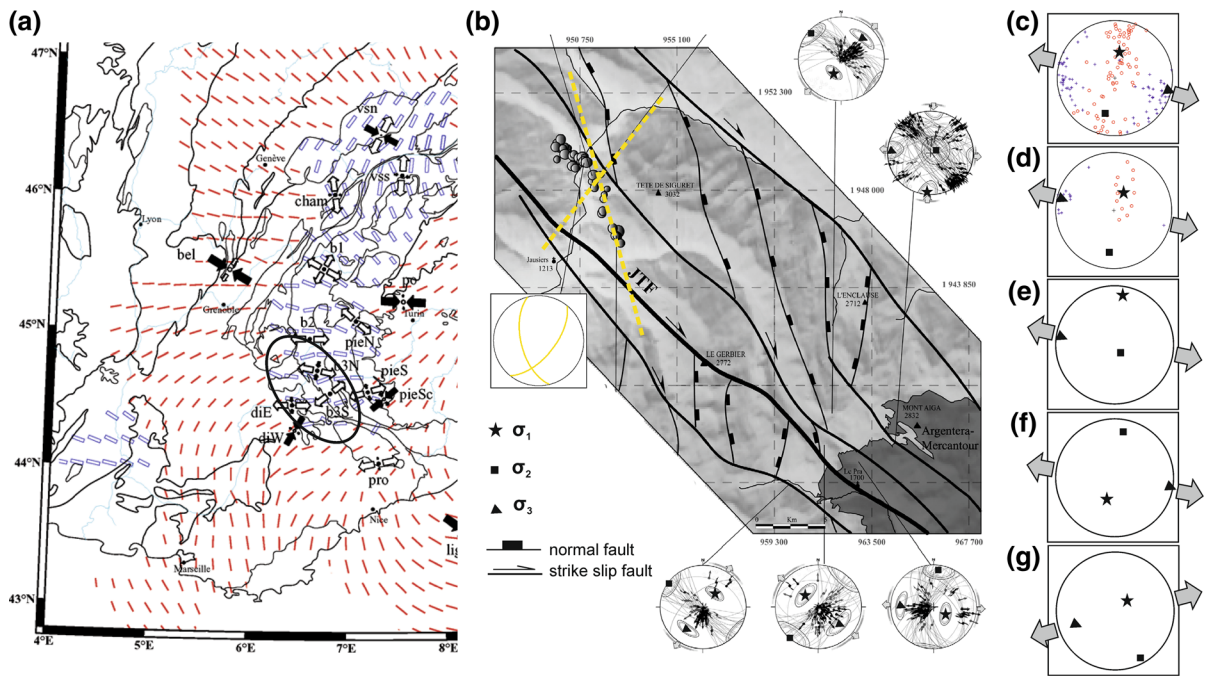 (a)
47°N
46°N
45°N
44°N
43°N
4°E
5°E
6°E
7°E
8°E
vsn
Genève
vss
cham
Lyon
bel
b1
po
Grenoble
Turin
b2
pieN
b3N
pieS
pieSc
diE
b3S
diW
pro
Nice
Marseille
lig
(b)
950 750
955 100
1 952 300
1 948 000
1 943 850
TETE DE SIGURET
3032
Jausiers
1213
JTF
L'ENCLAUSE
2712
LE GERBIER
2772
MONT AIGA
2832
Argentera-
Mercantour
Le Pra
1700
0
Km
5
959 300
963 500
967 700
σ1
σ2
σ3
normal fault
strike slip fault
(c)
(d)
(e)
(f)
(g)